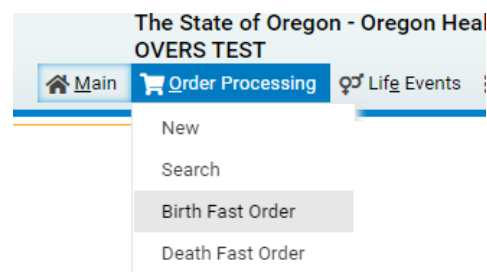 The State of Oregon - Oregon Heal
OVERS TEST
Main Order Processing Life Events
New
Search
Birth Fast Order
Death Fast Order